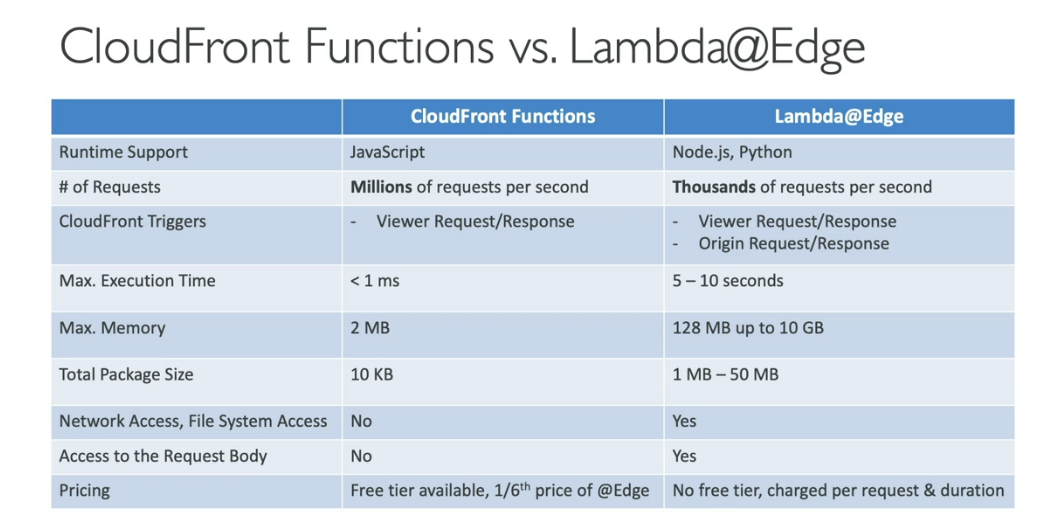 CloudFront Functions vs. Lambda@Edge
CloudFront Functions Lambda@Edge
Runtime Support JavaScript Node.js, Python
# of Requests Millions of requests per second Thousands of requests per second
CloudFront Triggers - Viewer Request/Response - Viewer Request/Response
- Origin Request/Response
Max. Execution Time < 1 ms 5 – 10 seconds
Max. Memory 2 MB 128 MB up to 10 GB
Total Package Size 10 KB 1 MB – 50 MB
Network Access, File System Access No Yes
Access to the Request Body No Yes
Pricing Free tier available, 1/6th price of @Edge No free tier, charged per request & duration